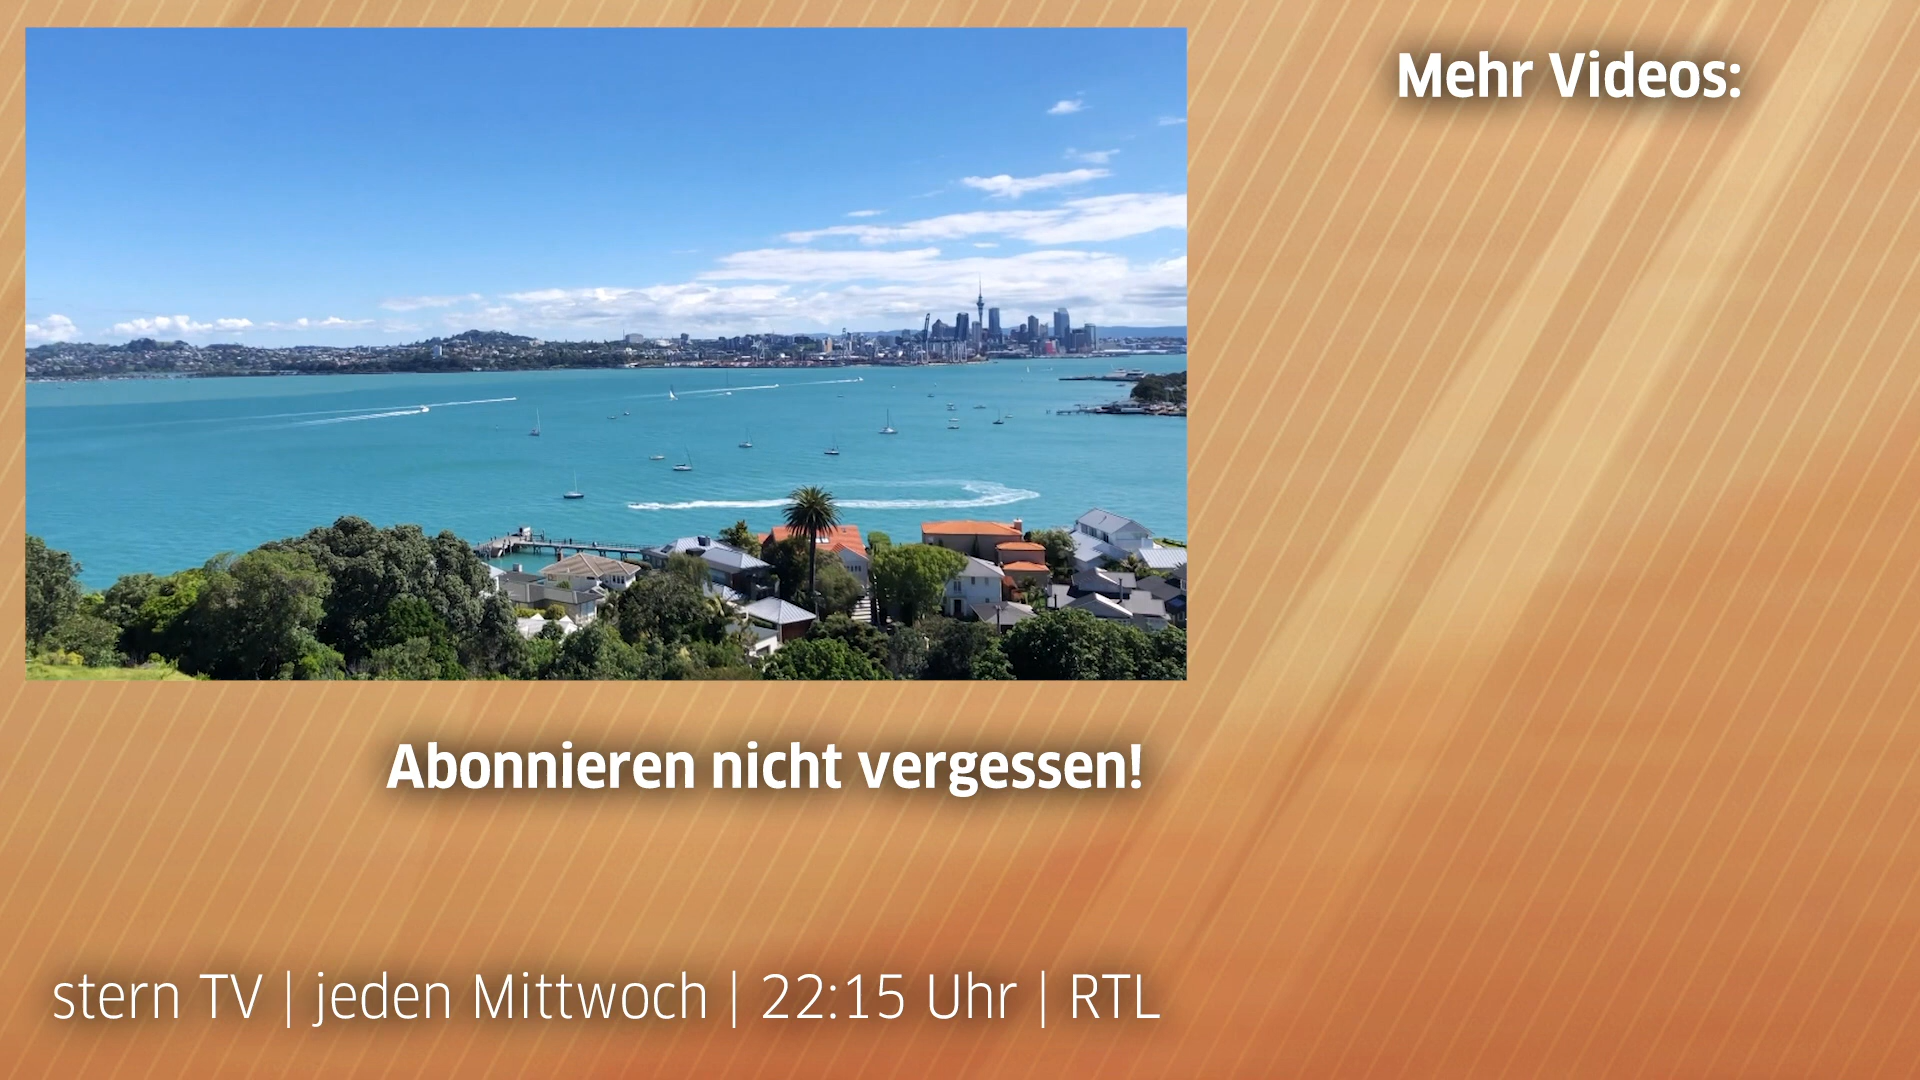 Mehr Videos:
Abonnieren nicht vergessen!
stern TV | jeden Mittwoch | 22:15 Uhr | RTL